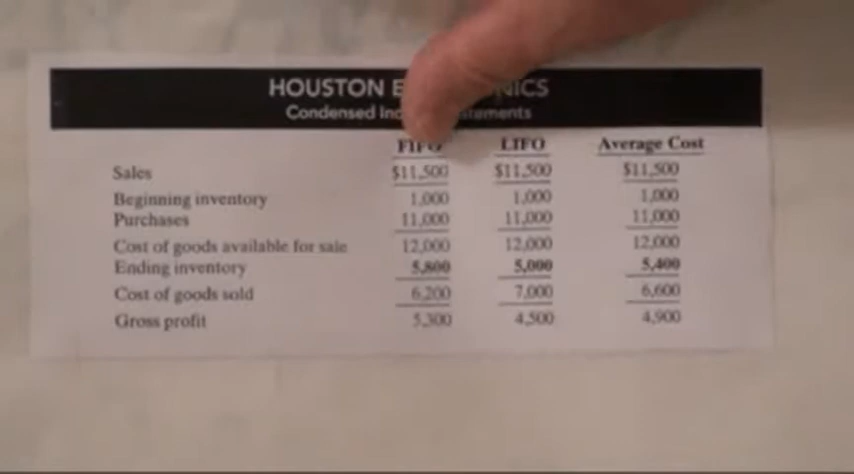 HOUSTON E NICS
Condensed Inc tements
FIFO LIFO Average Cost
Sales $11,500 $11,500 $11,500
Beginning inventory 1,000 1,000 1,000
Purchases 11,000 11,000 11,000
Cost of goods available for sale 12,000 12,000 12,000
Ending inventory 5,800 5,000 5,400
Cost of goods sold 6,200 7,000 6,600
Gross profit 5,300 4,500 4,900